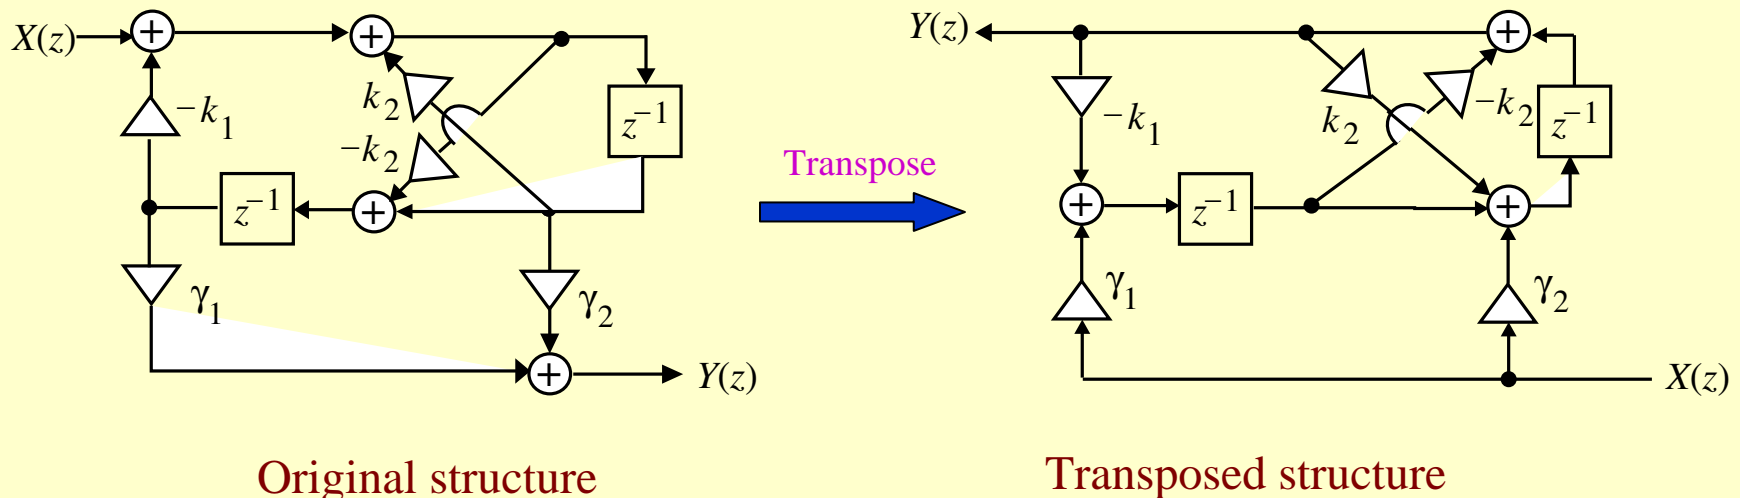 X(z) + + k₂ −k₁ −k₂ z⁻¹ z⁻¹ + γ₁ γ₂ + Y(z)
Original structure
Transpose
Y(z) + −k₁ k₂ −k₂ z⁻¹ + z⁻¹ + γ₁ γ₂ X(z)
Transposed structure